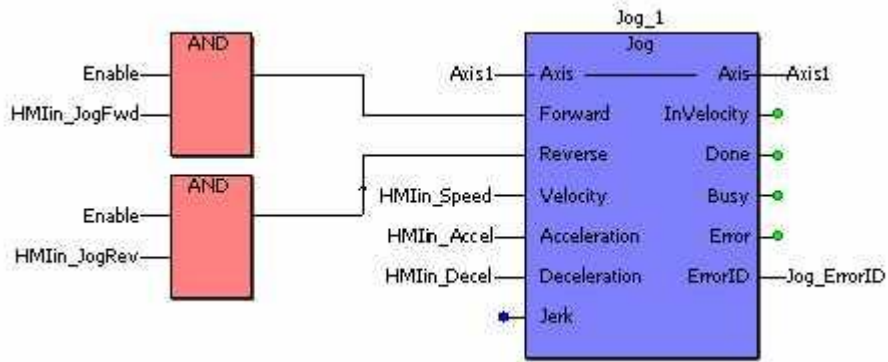 Jog_1
AND
Jog
Enable
Axis1
Axis
Axis
Axis1
HMIin_JogFwd
Forward
InVelocity
Reverse
Done
AND
HMIin_Speed
Velocity
Busy
Enable
HMIin_Accel
Acceleration
Error
HMIin_JogRev
HMIin_Decel
Deceleration
ErrorID
Jog_ErrorID
Jerk